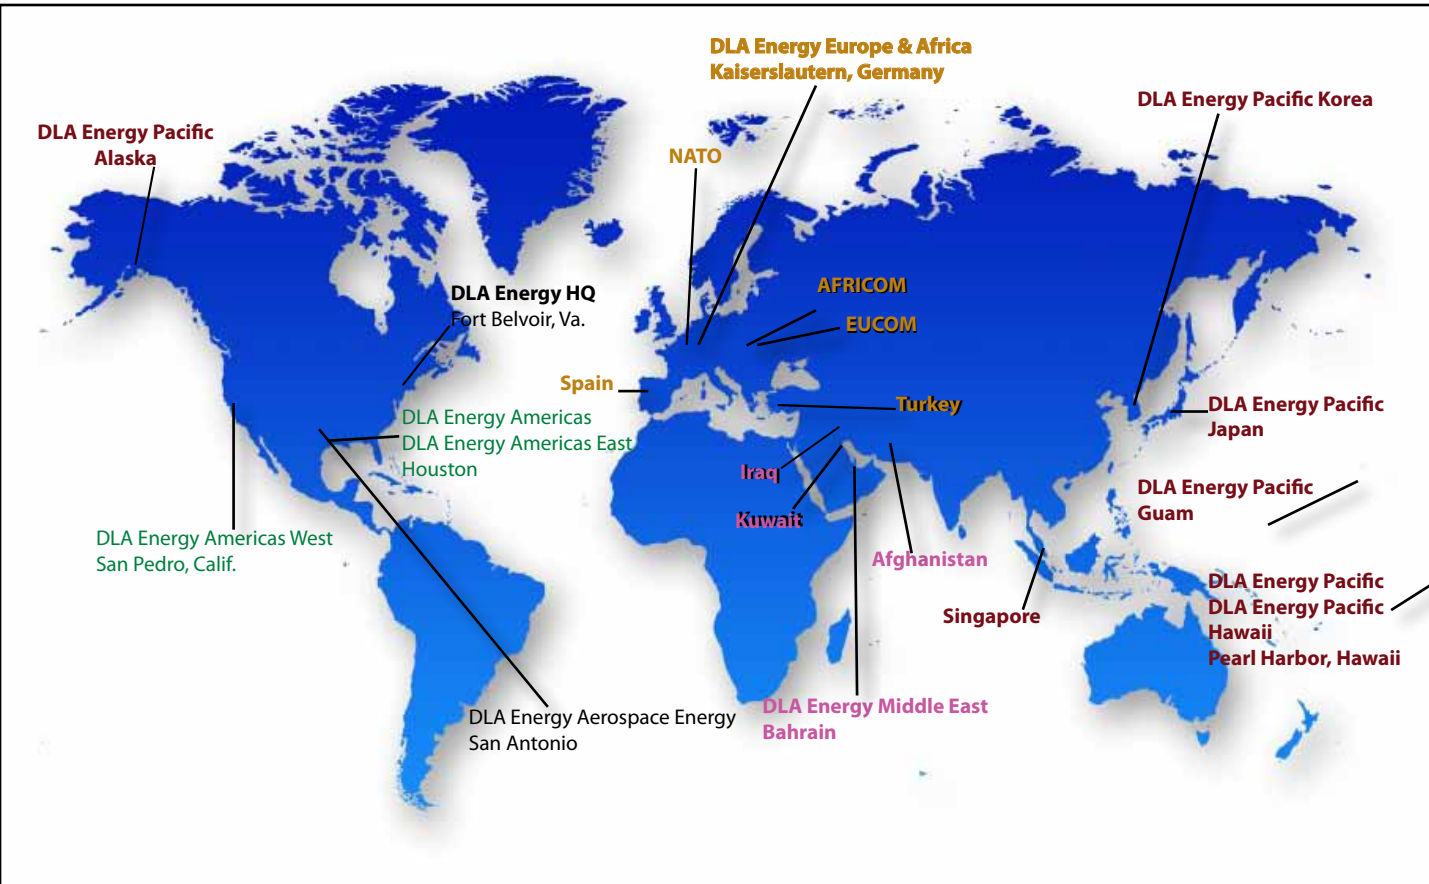 DLA Energy Europe & Africa
Kaiserslautern, Germany
DLA Energy Pacific Korea
DLA Energy Pacific
Alaska
NATO
AFRICOM
EUCOM
DLA Energy HQ
Fort Belvoir, Va.
Spain
Turkey
DLA Energy Pacific
Japan
DLA Energy Americas
DLA Energy Americas East
Houston
Iraq
Kuwait
DLA Energy Pacific
Guam
DLA Energy Americas West
San Pedro, Calif.
Afghanistan
Singapore
DLA Energy Pacific
DLA Energy Pacific
Hawaii
Pearl Harbor, Hawaii
DLA Energy Middle East
Bahrain
DLA Energy Aerospace Energy
San Antonio